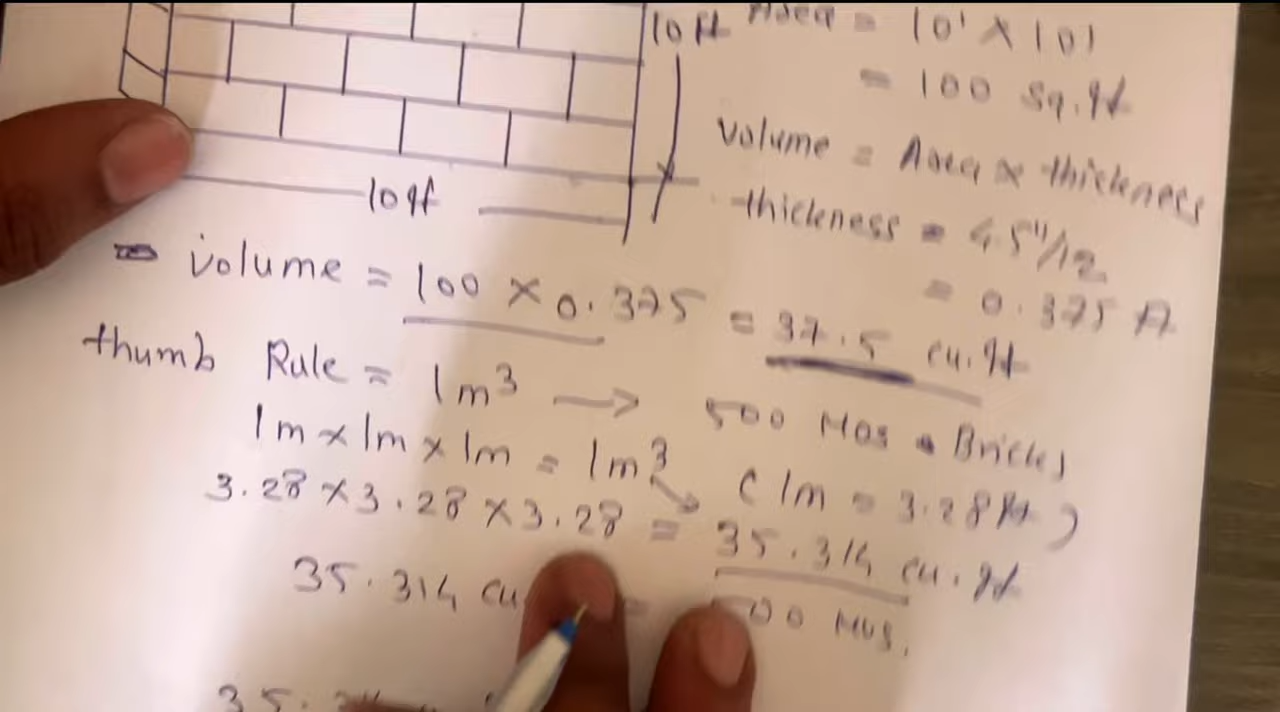 10ft Area = 10' x 10'
= 100 sq.ft
volume = Area x thickness
10ft
thickness = 4.5"/12
= 0.375 ft
volume = 100 x 0.375 = 37.5 cu.ft
thumb Rule = 1m³ → 500 Nos Bricks
1m x 1m x 1m = 1m³ (1m = 3.28ft)
3.28 x 3.28 x 3.28 = 35.314 cu.ft
35.314 cu = 500 Nos.